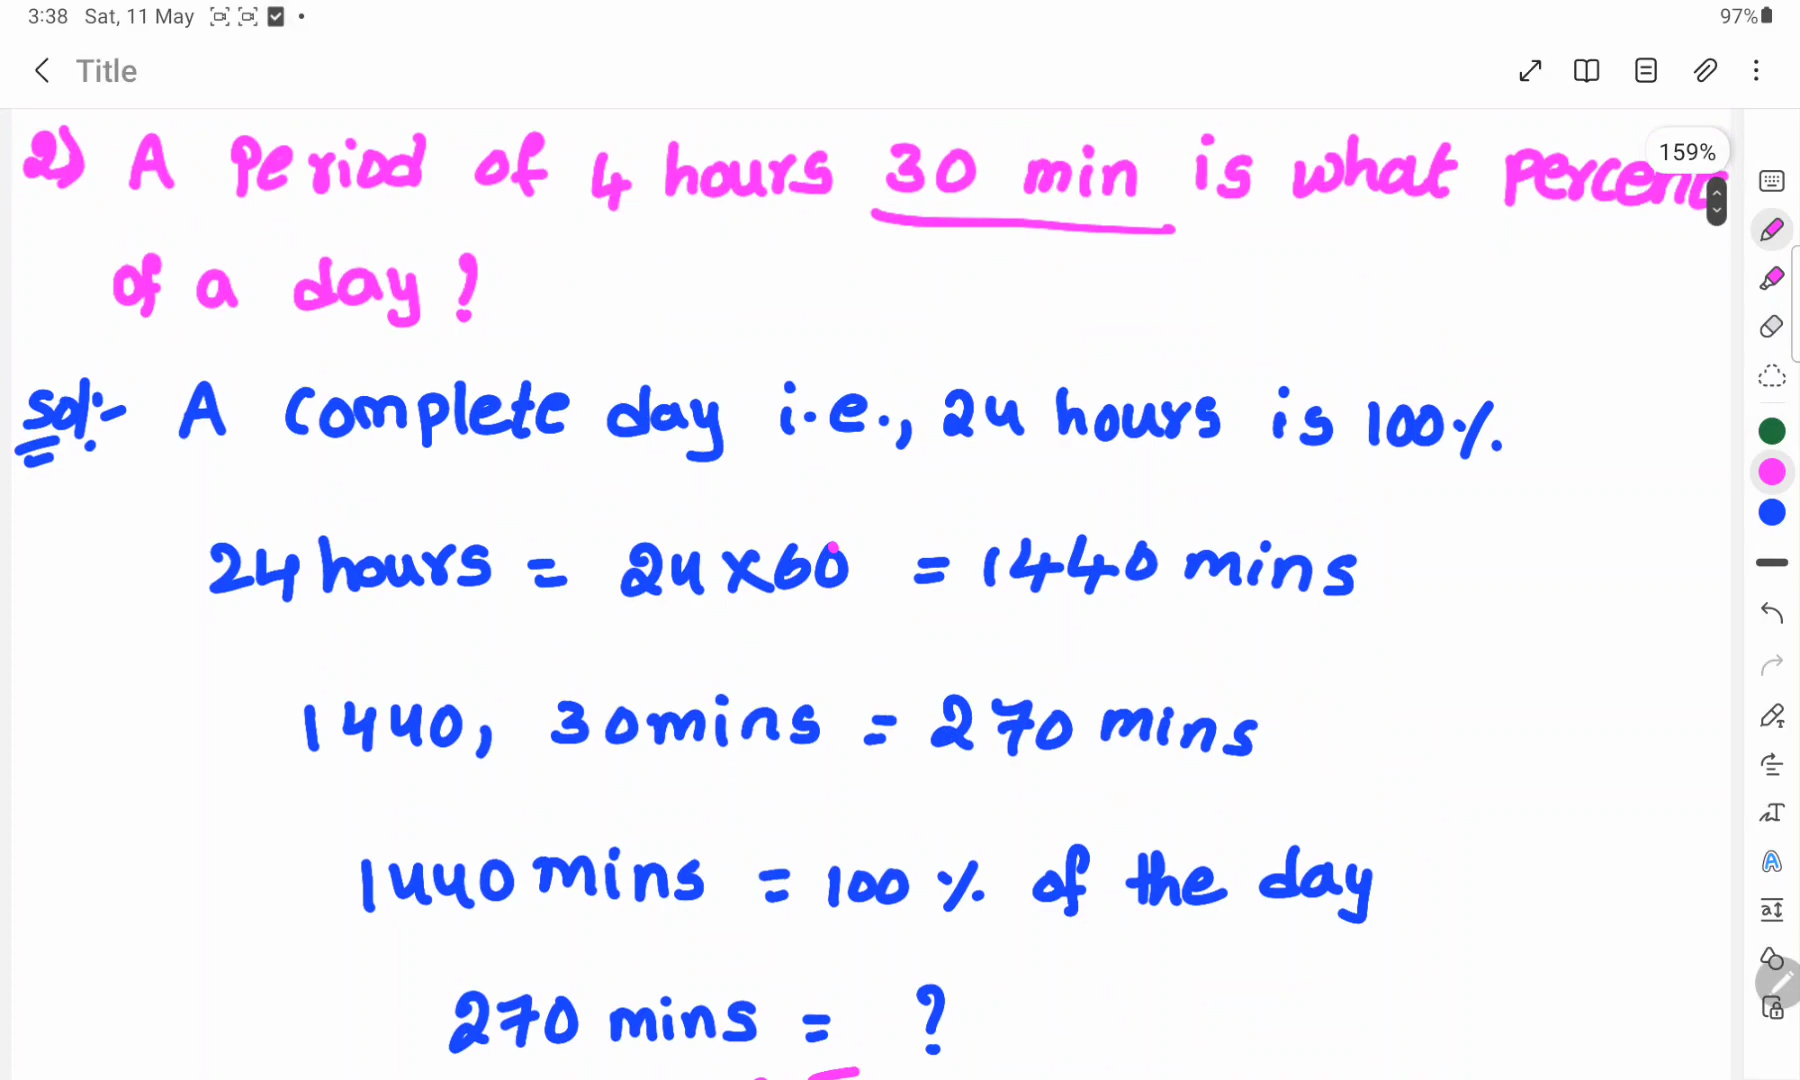 3:38 Sat, 11 May
97%
Title
159%
2) A Period of 4 hours 30 min is what Percent
of a day ?
Sol:- A complete day i.e., 24 hours is 100%.
24 hours = 24 x 60 = 1440 mins
1440, 30mins = 270 mins
1440 mins = 100 % of the day
270 mins = ?